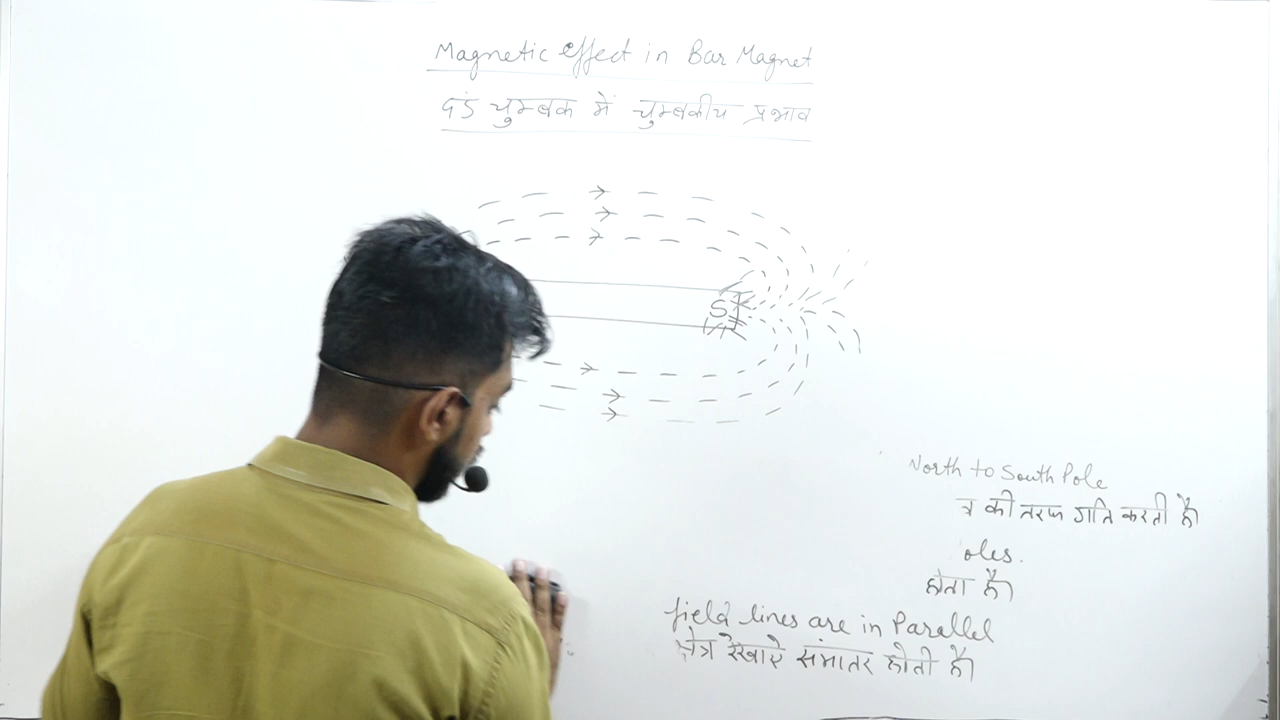 Magnetic effect in Bar Magnet
दंड चुम्बक में चुम्बकीय प्रभाव
S
North to South Pole
त्र की तरफ गति करती है
oles.
होता है।
field lines are in Parallel
क्षेत्र रेखाऐ समांतर होती है।